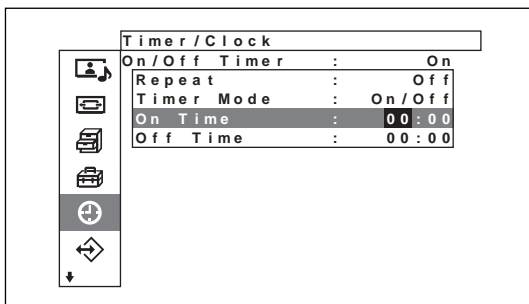 Timer/Clock
On/Off Timer : On
Repeat : Off
Timer Mode : On/Off
On Time : 00:00
Off Time : 00:00